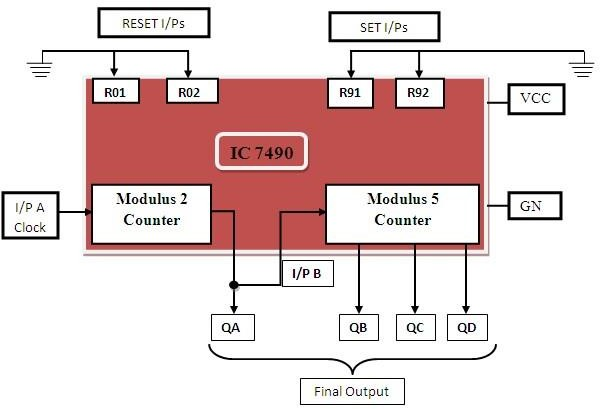 RESET I/Ps
SET I/Ps
R01
R02
R91
R92
VCC
IC 7490
I/P A
Clock
Modulus 2
Counter
Modulus 5
Counter
GN
I/P B
QA
QB
QC
QD
Final Output